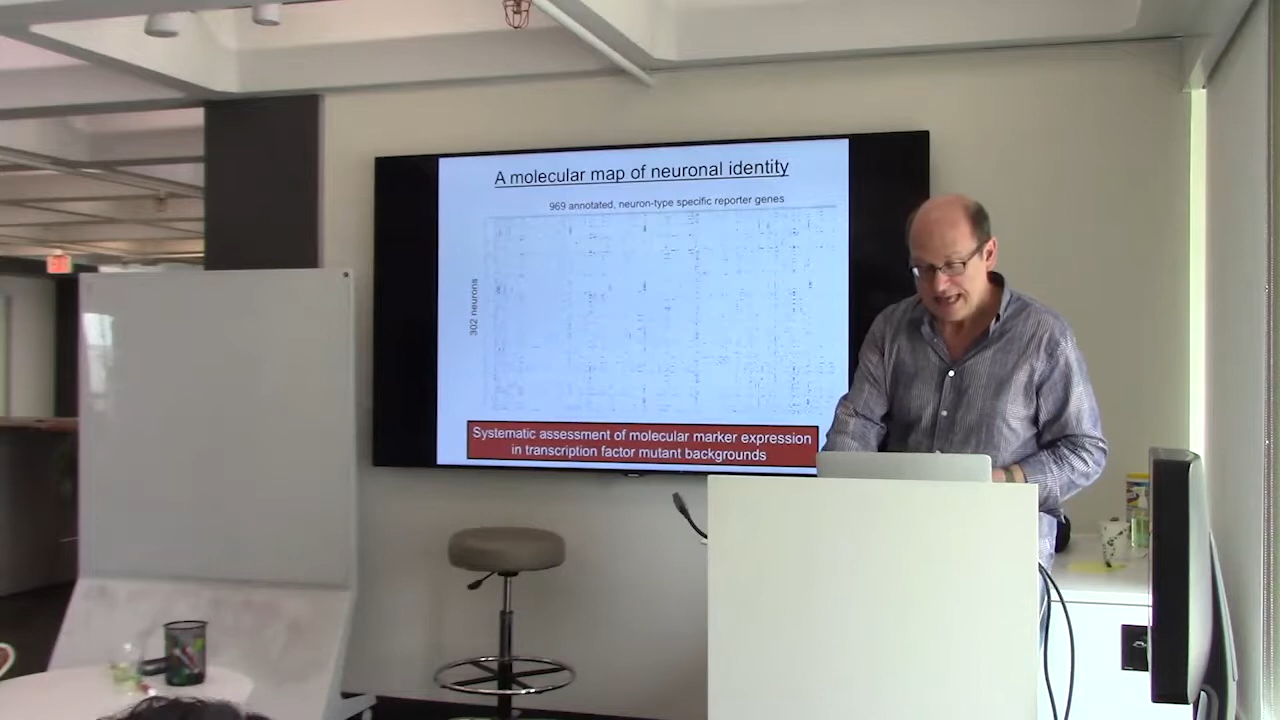 A molecular map of neuronal identity
969 annotated, neuron-type specific reporter genes
302 neurons
Systematic assessment of molecular marker expression
in transcription factor mutant backgrounds